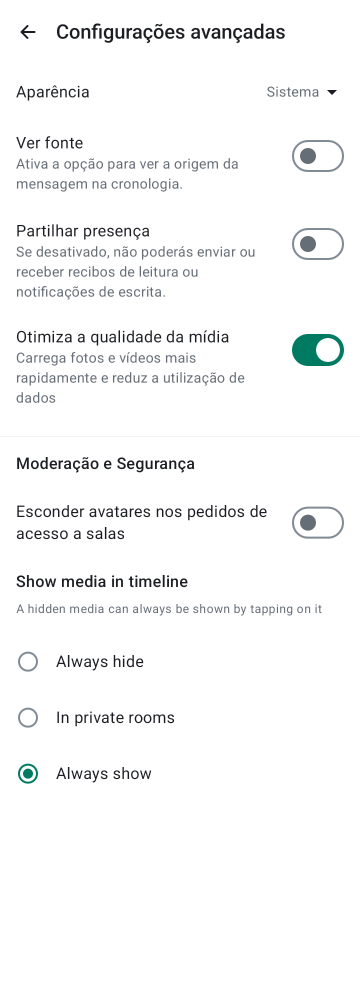 Configurações avançadas
Aparência
Sistema
Ver fonte
Ativa a opção para ver a origem da
mensagem na cronologia.
Partilhar presença
Se desativado, não poderás enviar ou
receber recibos de leitura ou
notificações de escrita.
Otimiza a qualidade da mídia
Carrega fotos e vídeos mais
rapidamente e reduz a utilização de
dados
Moderação e Segurança
Esconder avatares nos pedidos de
acesso a salas
Show media in timeline
A hidden media can always be shown by tapping on it
Always hide
In private rooms
Always show